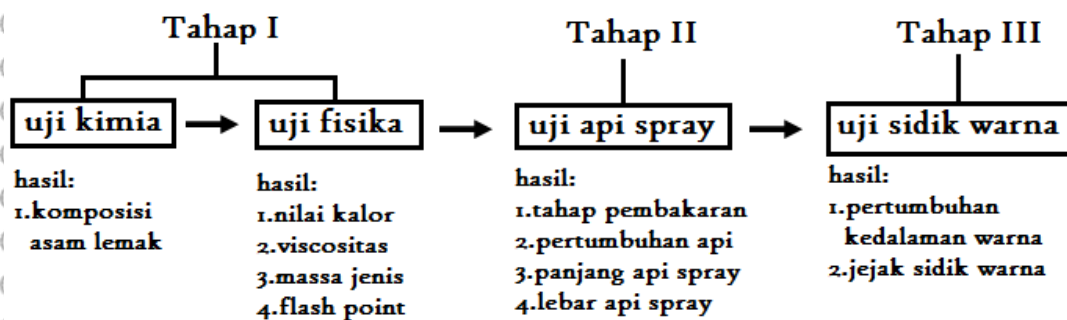 Tahap I
uji kimia
hasil:
1.komposisi
asam lemak
uji fisika
hasil:
1.nilai kalor
2.viscositas
3.massa jenis
4.flash point
Tahap II
uji api spray
hasil:
1.tahap pembakaran
2.pertumbuhan api
3.panjang api spray
4.lebar api spray
Tahap III
uji sidik warna
hasil:
1.pertumbuhan
kedalaman warna
2.jejak sidik warna